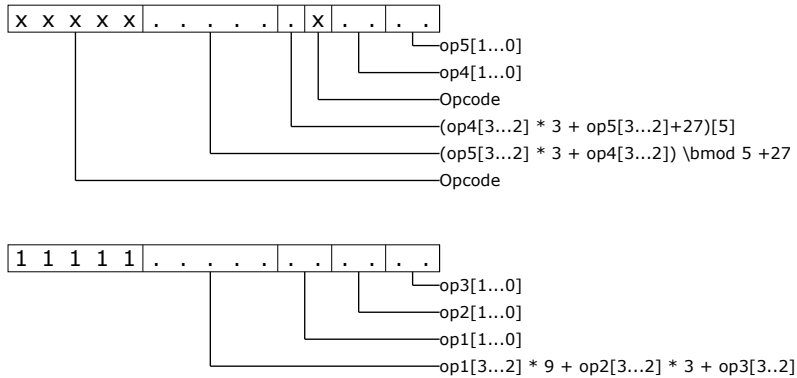 x x x x x . . . . . . x . . . .
op5[1...0]
op4[1...0]
Opcode
(op4[3...2] * 3 + op5[3...2]+27)[5]
(op5[3...2] * 3 + op4[3...2]) \bmod 5 +27
Opcode
1 1 1 1 1 . . . . . . . . . . .
op3[1...0]
op2[1...0]
op1[1...0]
op1[3...2] * 9 + op2[3...2] * 3 + op3[3..2]